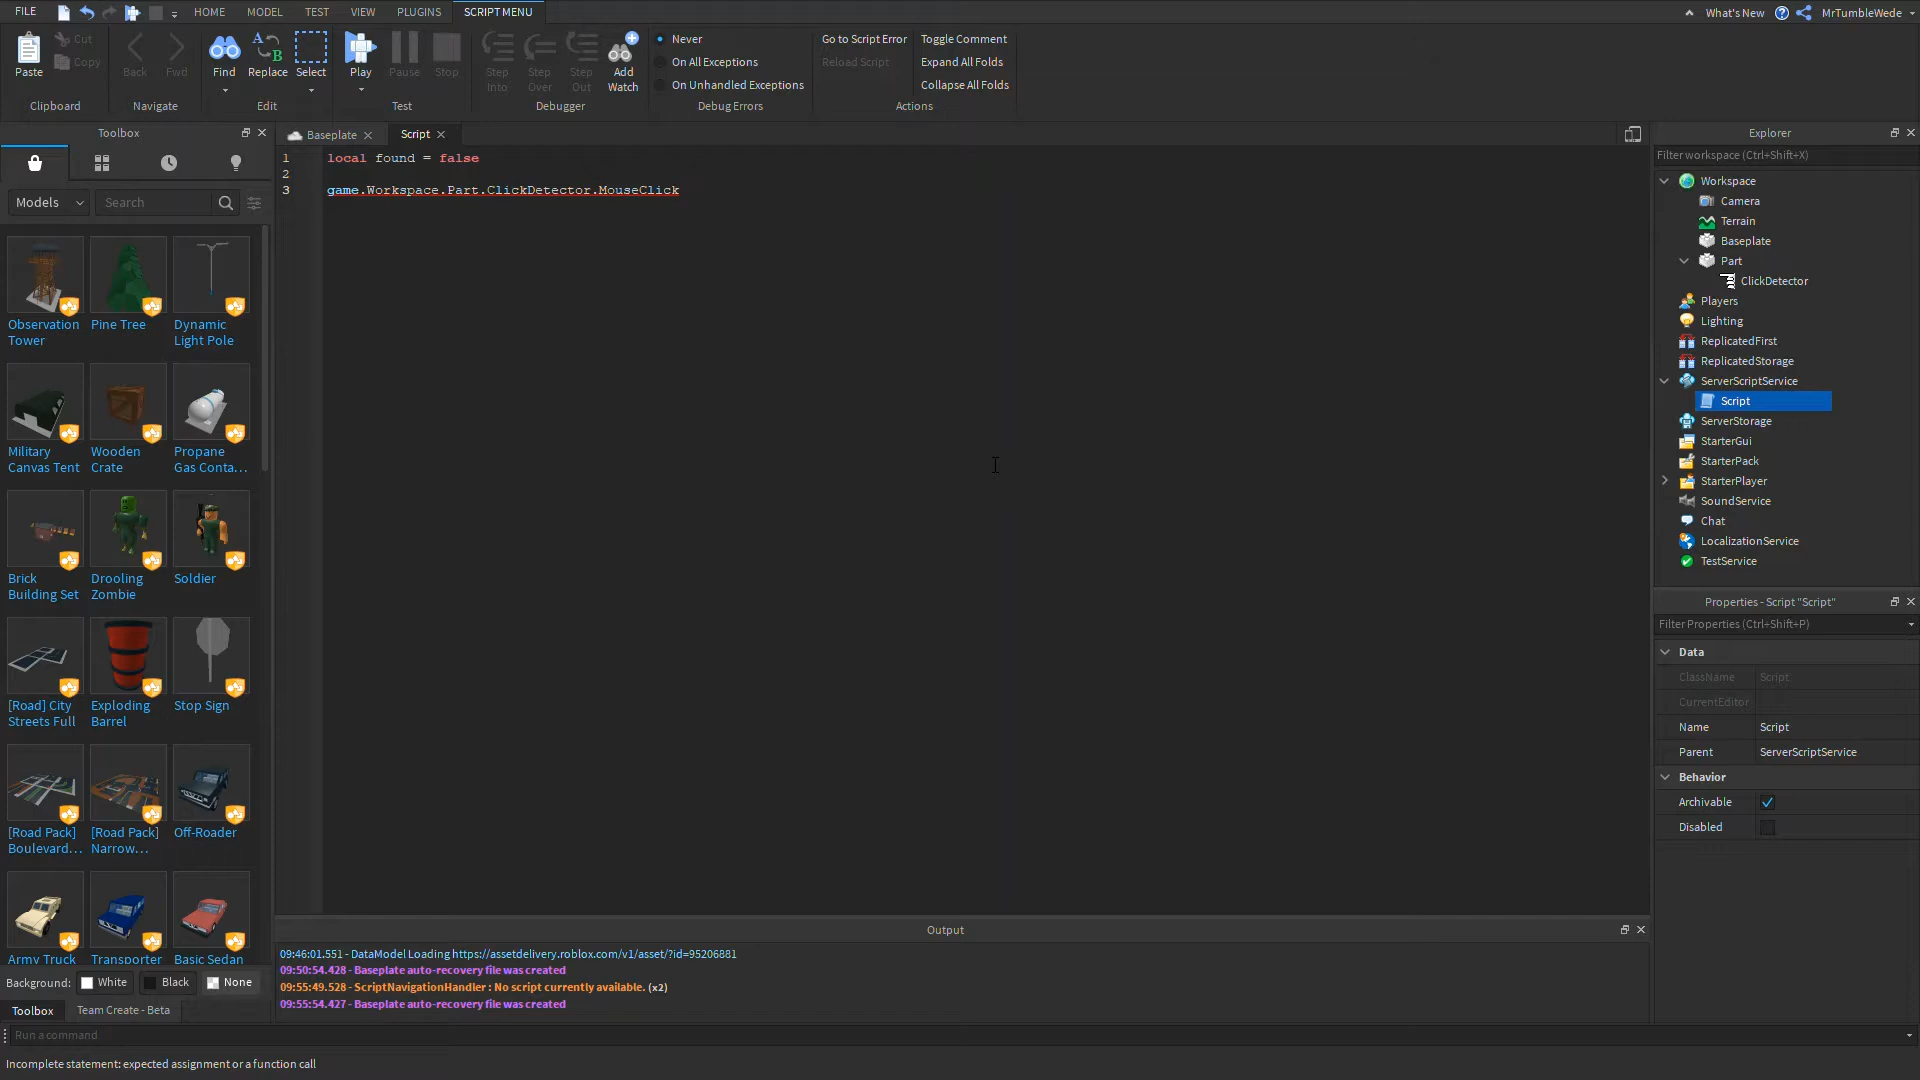 FILE
HOME
MODEL
TEST
VIEW
PLUGINS
SCRIPT MENU
What's New
MrTumbleWede
Paste
Cut
Copy
Clipboard
Back
Fwd
Navigate
Find
Replace
Select
Edit
Play
Pause
Stop
Test
Step Into
Step Over
Step Out
Add Watch
Debugger
Never
On All Exceptions
On Unhandled Exceptions
Debug Errors
Go to Script Error
Reload Script
Toggle Comment
Expand All Folds
Collapse All Folds
Actions
Toolbox
Models
Search
Observation
Tower
Pine Tree
Dynamic
Light Pole
Military
Canvas Tent
Wooden
Crate
Propane
Gas Conta...
Brick
Building Set
Drooling
Zombie
Soldier
[Road] City
Streets Full
Exploding
Barrel
Stop Sign
[Road Pack]
Boulevard...
[Road Pack]
Narrow...
Off-Roader
Army Truck
Transporter
Basic Sedan
Background:
White
Black
None
Toolbox
Team Create - Beta
Baseplate
Script
1 local found = false
2
3 game.Workspace.Part.ClickDetector.MouseClick
Output
09:46:01.551 - DataModel Loading https://assetdelivery.roblox.com/v1/asset/?id=95206881
09:50:54.428 - Baseplate auto-recovery file was created
09:55:49.528 - ScriptNavigationHandler : No script currently available. (x2)
09:55:54.427 - Baseplate auto-recovery file was created
Run a command
Incomplete statement: expected assignment or a function call
Explorer
Filter workspace (Ctrl+Shift+X)
Workspace
Camera
Terrain
Baseplate
Part
ClickDetector
Players
Lighting
ReplicatedFirst
ReplicatedStorage
ServerScriptService
Script
ServerStorage
StarterGui
StarterPack
StarterPlayer
SoundService
Chat
LocalizationService
TestService
Properties - Script "Script"
Filter Properties (Ctrl+Shift+P)
Data
ClassName Script
CurrentEditor
Name Script
Parent ServerScriptService
Behavior
Archivable
Disabled